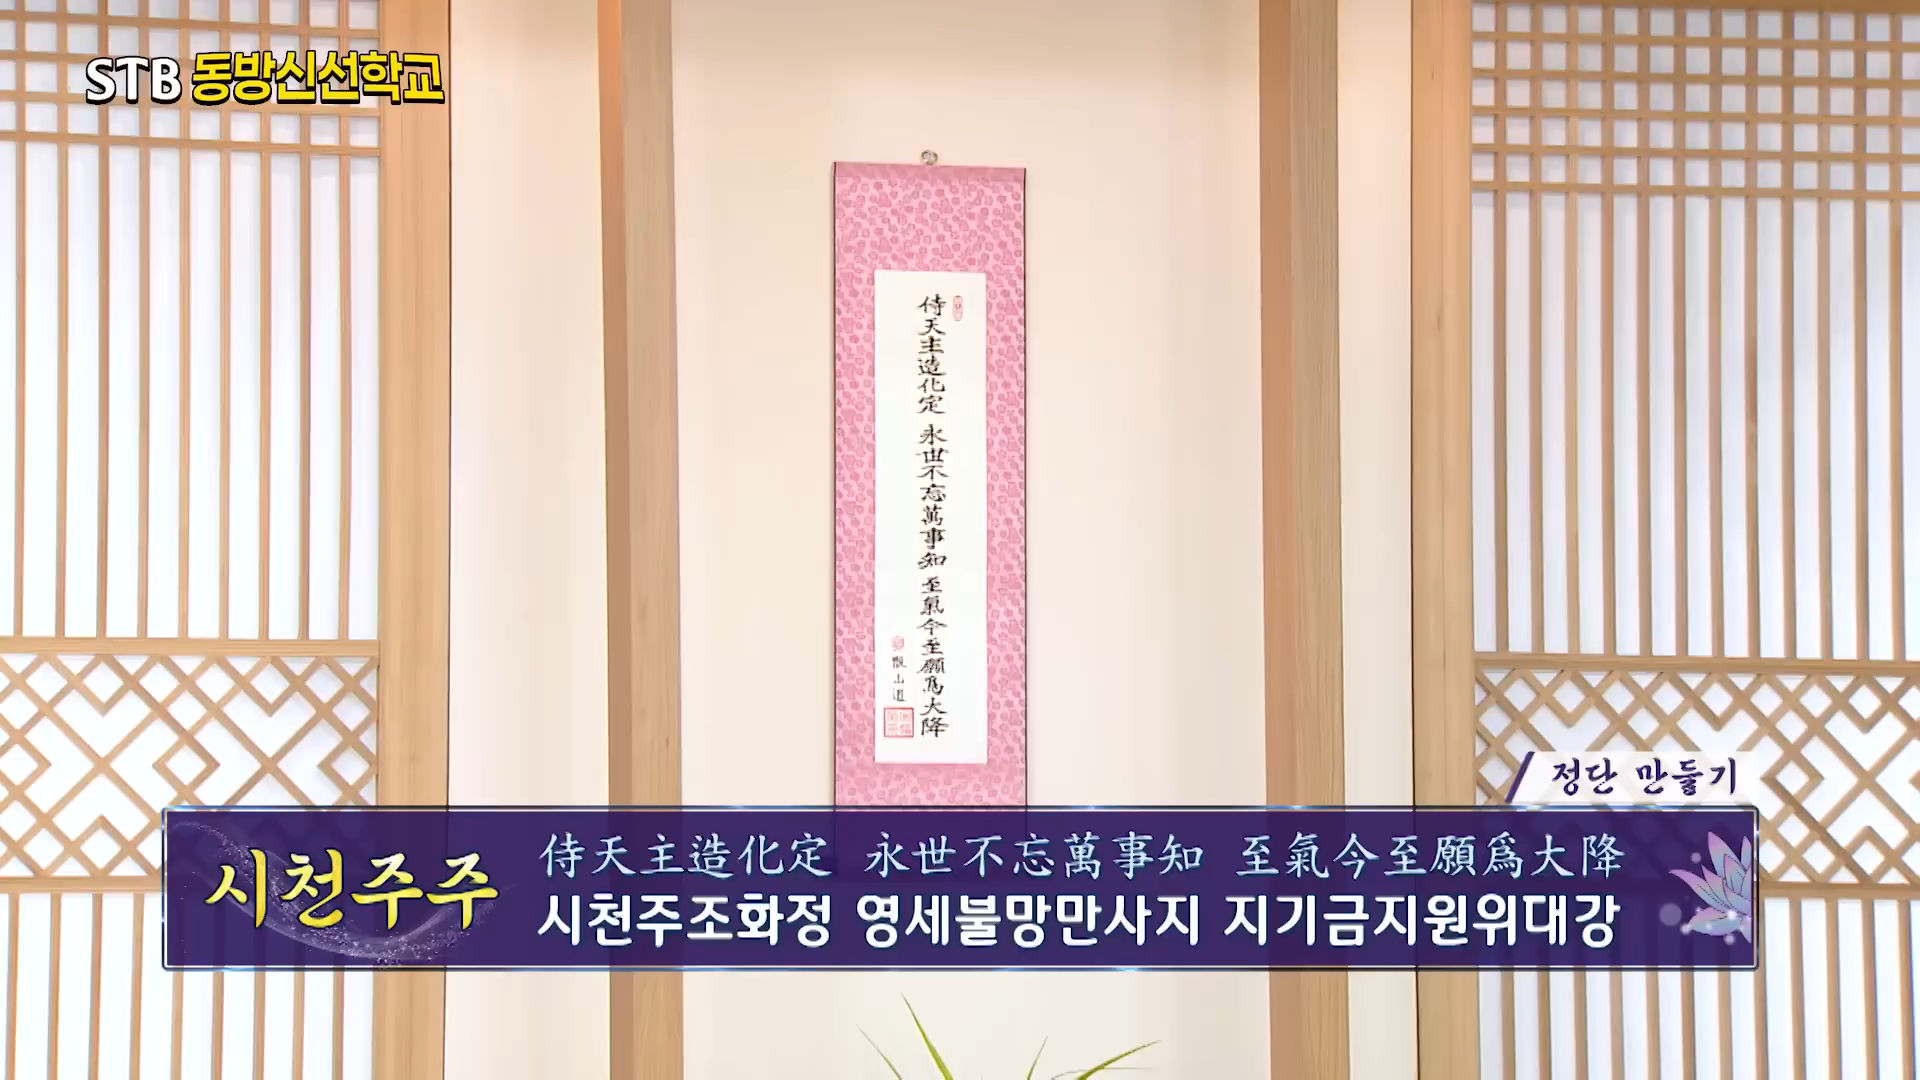 STB 동방신선학교
侍天主造化定 永世不忘萬事知 至氣今至願爲大降
정단 만들기
시천주주
侍天主造化定 永世不忘萬事知 至氣今至願爲大降
시천주조화정 영세불망만사지 지기금지원위대강